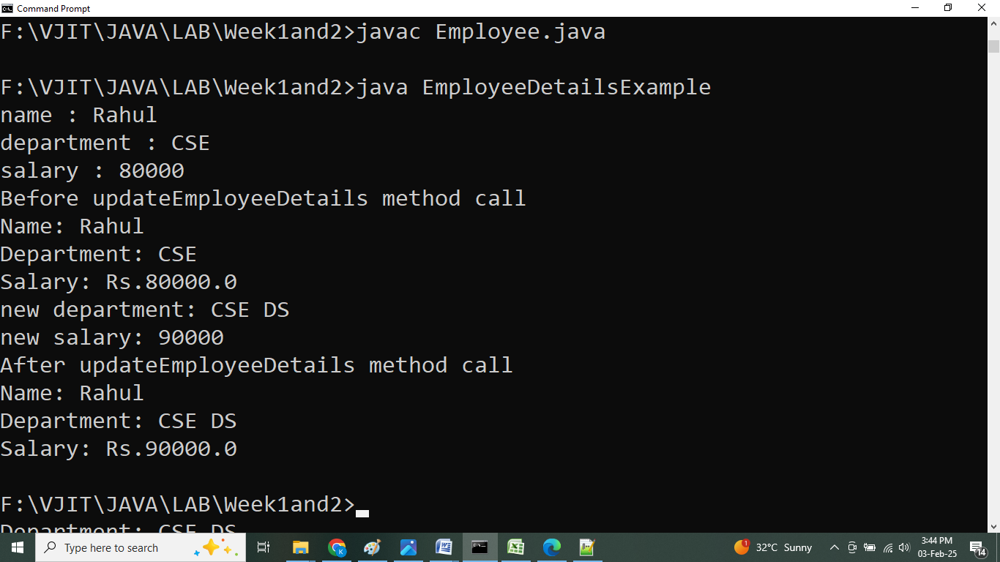 Command Prompt
F:\VJIT\JAVA\LAB\Week1and2>javac Employee.java
F:\VJIT\JAVA\LAB\Week1and2>java EmployeeDetailsExample
name : Rahul
department : CSE
salary : 80000
Before updateEmployeeDetails method call
Name: Rahul
Department: CSE
Salary: Rs.80000.0
new department: CSE DS
new salary: 90000
After updateEmployeeDetails method call
Name: Rahul
Department: CSE DS
Salary: Rs.90000.0
F:\VJIT\JAVA\LAB\Week1and2>
Department: CSE DS
Type here to search
K
1
32°C Sunny
3:44 PM
03-Feb-25
14